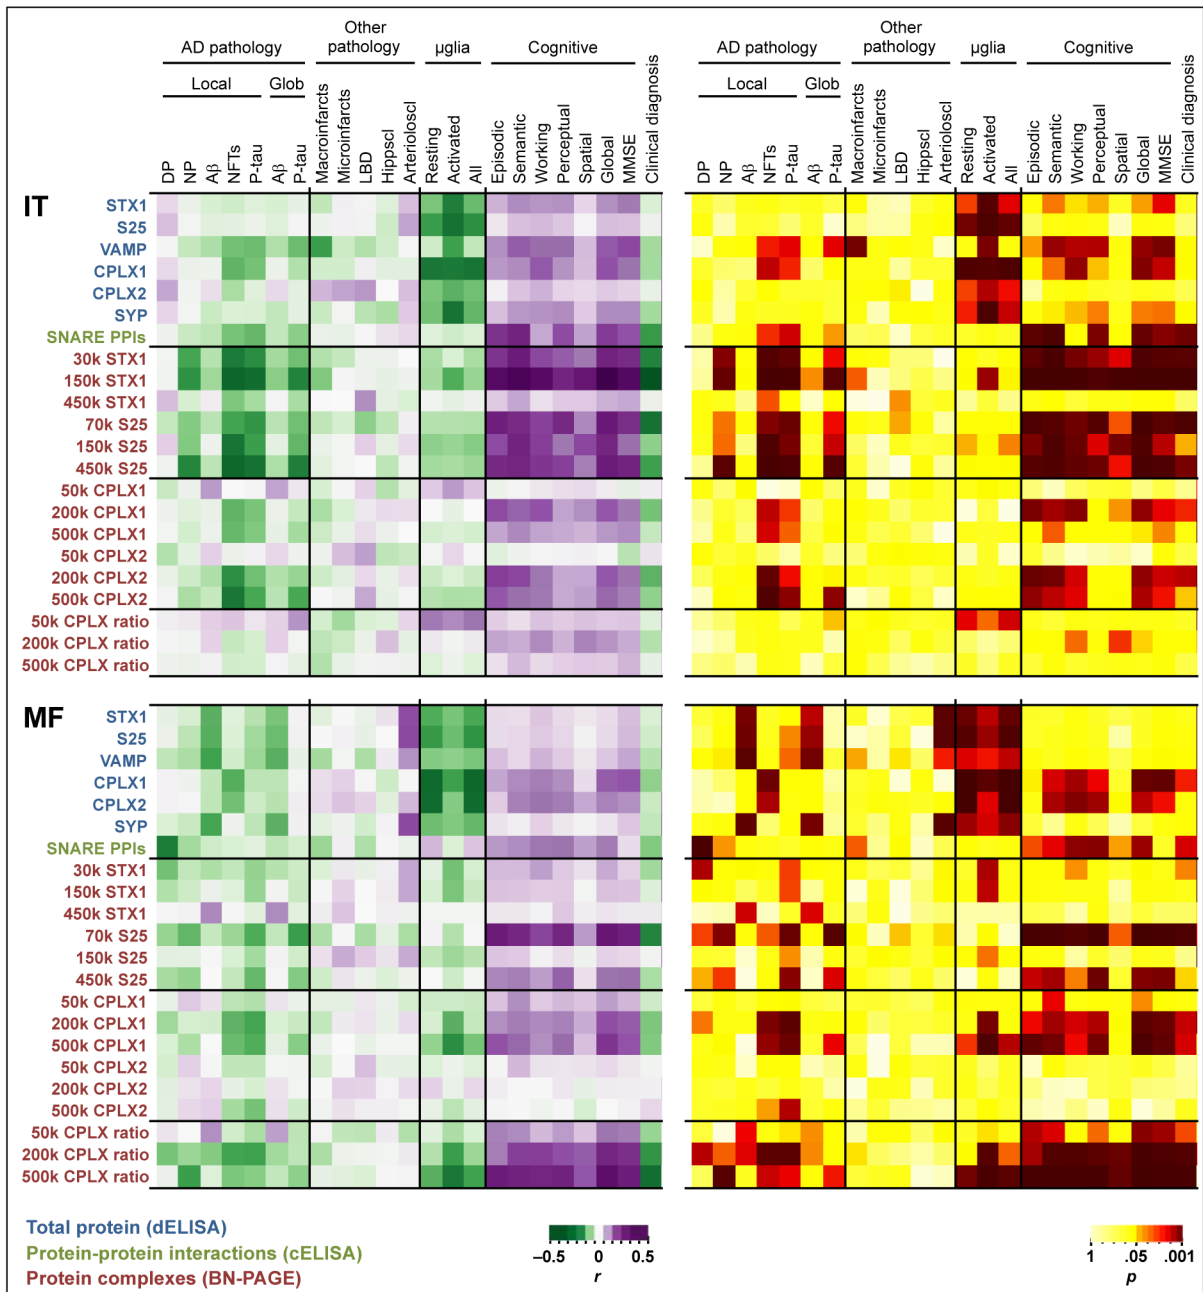 AD pathology Other pathology µglia Cognitive AD pathology Other pathology µglia Cognitive
Local Glob Local Glob
DP NP Aβ NFTs P-tau Aβ P-tau Macroinfarcts Microinfarcts LBD Hippscl Arterioloscl Resting Activated All Episodic Semantic Working Perceptual Spatial Global MMSE Clinical diagnosis
DP NP Aβ NFTs P-tau Aβ P-tau Macroinfarcts Microinfarcts LBD Hippscl Arterioloscl Resting Activated All Episodic Semantic Working Perceptual Spatial Global MMSE Clinical diagnosis
IT
STX1
S25
VAMP
CPLX1
CPLX2
SYP
SNARE PPIs
30k STX1
150k STX1
450k STX1
70k S25
150k S25
450k S25
50k CPLX1
200k CPLX1
500k CPLX1
50k CPLX2
200k CPLX2
500k CPLX2
50k CPLX ratio
200k CPLX ratio
500k CPLX ratio
MF
STX1
S25
VAMP
CPLX1
CPLX2
SYP
SNARE PPIs
30k STX1
150k STX1
450k STX1
70k S25
150k S25
450k S25
50k CPLX1
200k CPLX1
500k CPLX1
50k CPLX2
200k CPLX2
500k CPLX2
50k CPLX ratio
200k CPLX ratio
500k CPLX ratio
Total protein (dELISA)
Protein-protein interactions (cELISA)
Protein complexes (BN-PAGE)
–0.5 0 0.5
r
1 .05 .001
p